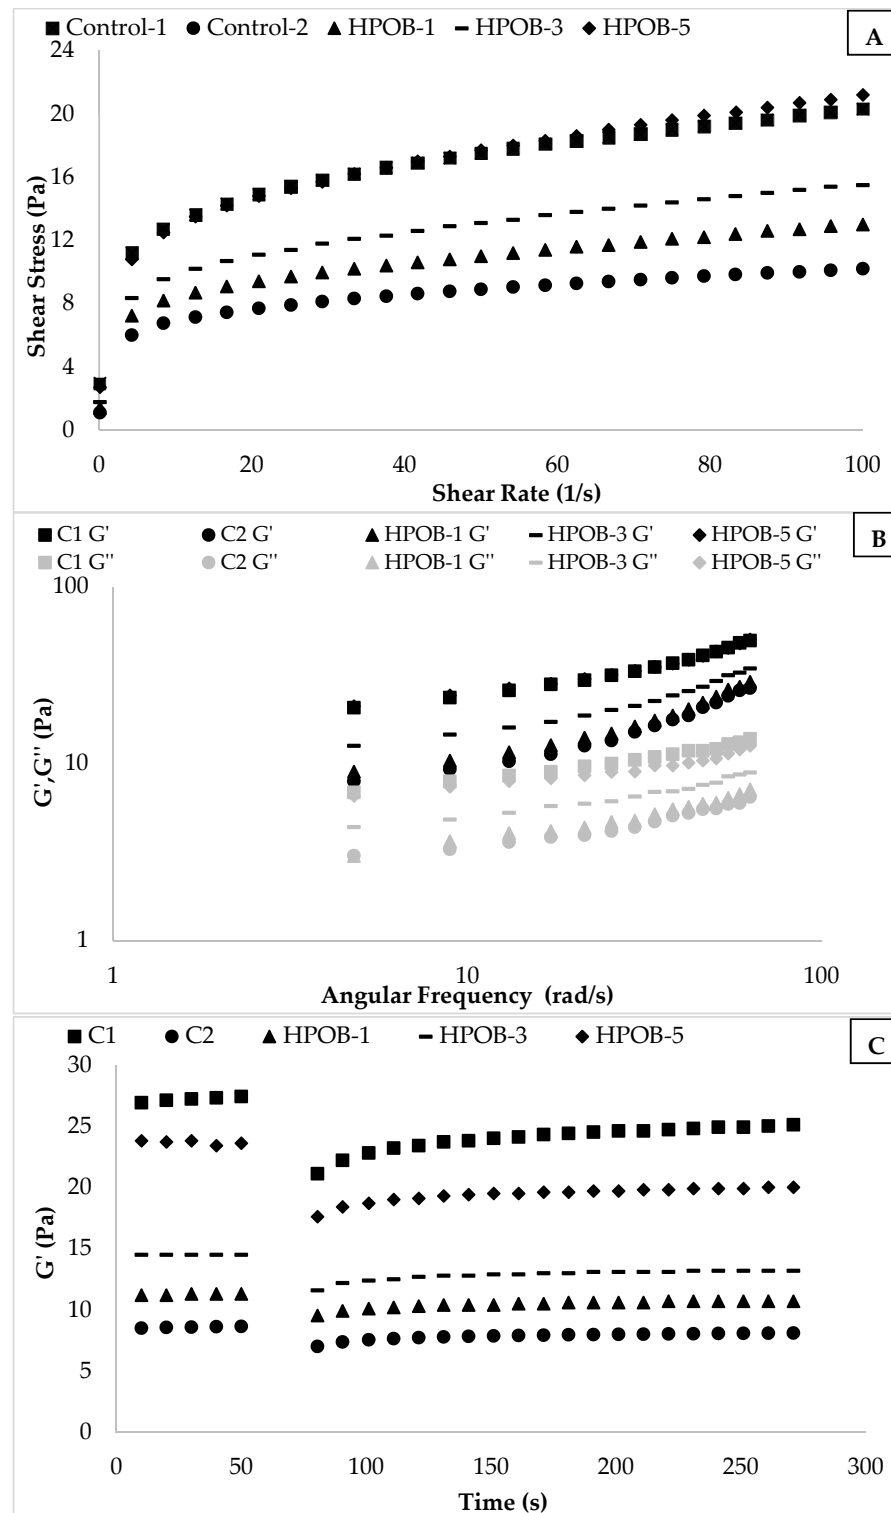 Control-1 Control-2 HPOB-1 HPOB-3 HPOB-5
A
24
20
16
12
8
4
0
Shear Stress (Pa)
0 20 40 60 80 100
Shear Rate (1/s)
C1 G' C2 G' HPOB-1 G' HPOB-3 G' HPOB-5 G'
C1 G'' C2 G'' HPOB-1 G'' HPOB-3 G'' HPOB-5 G''
B
100
10
1
G',G'' (Pa)
1 10 100
Angular Frequency (rad/s)
C1 C2 HPOB-1 HPOB-3 HPOB-5
C
30
25
20
15
10
5
0
G' (Pa)
0 50 100 150 200 250 300
Time (s)